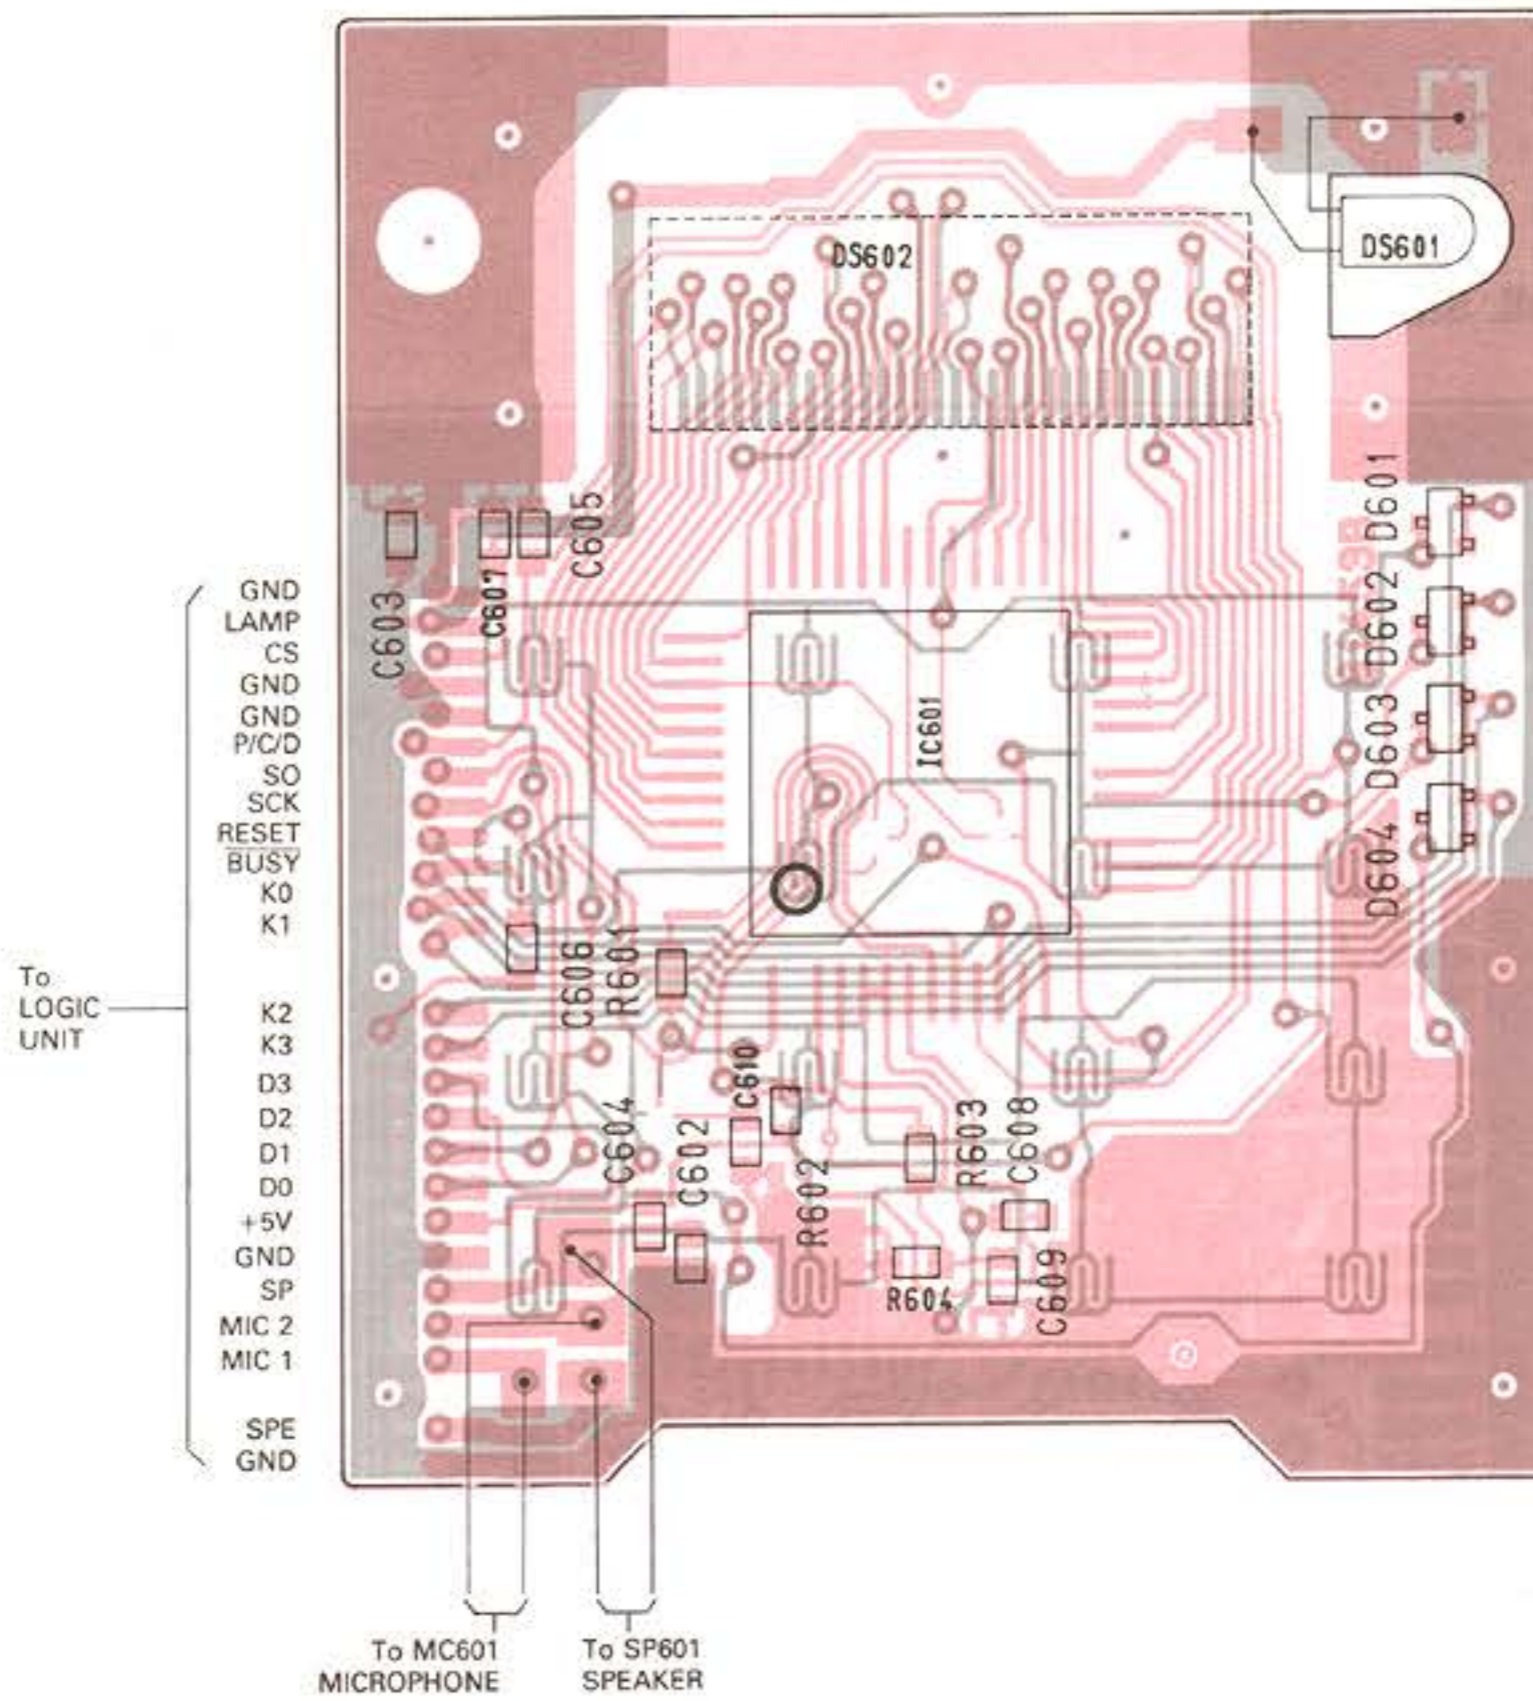 DS602
DS601
D601
C605
C607
D602
C603
GND
LAMP
CS
GND
GND
P/C/D
SO
SCK
RESET
BUSY
K0
K1
IC601
D603
D604
To
LOGIC
UNIT
K2
K3
D3
D2
D1
D0
+5V
GND
SP
MIC 2
MIC 1
SPE
GND
C606
R601
C610
C604
C602
R602
R603
C608
R604
C609
To MC601
MICROPHONE
To SP601
SPEAKER